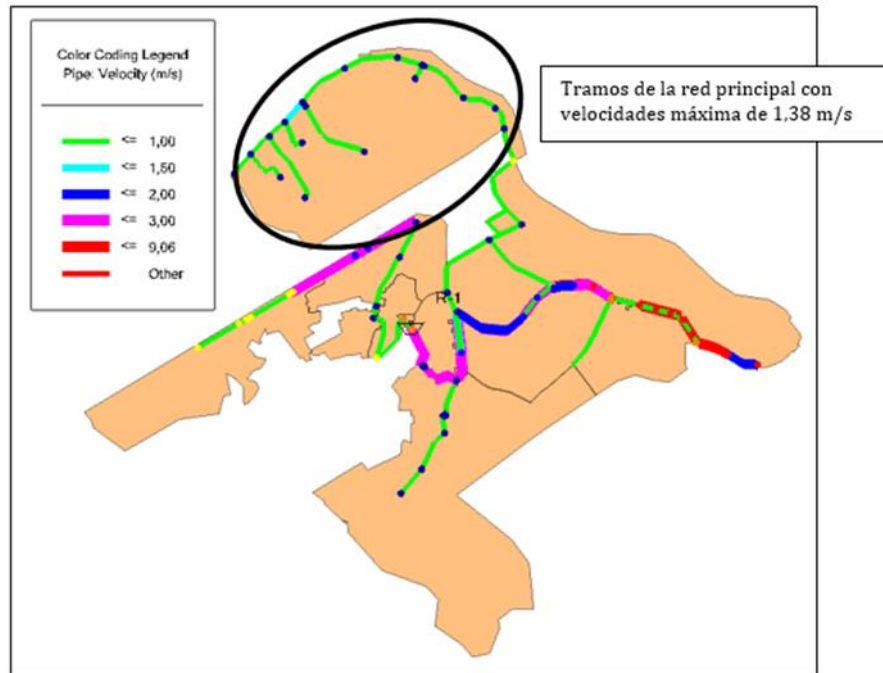 Color Coding Legend
Pipe: Velocity (m/s)
<= 1,00
<= 1,50
<= 2,00
<= 3,00
<= 9,06
Other
Tramos de la red principal con
velocidades máxima de 1,38 m/s
R-1